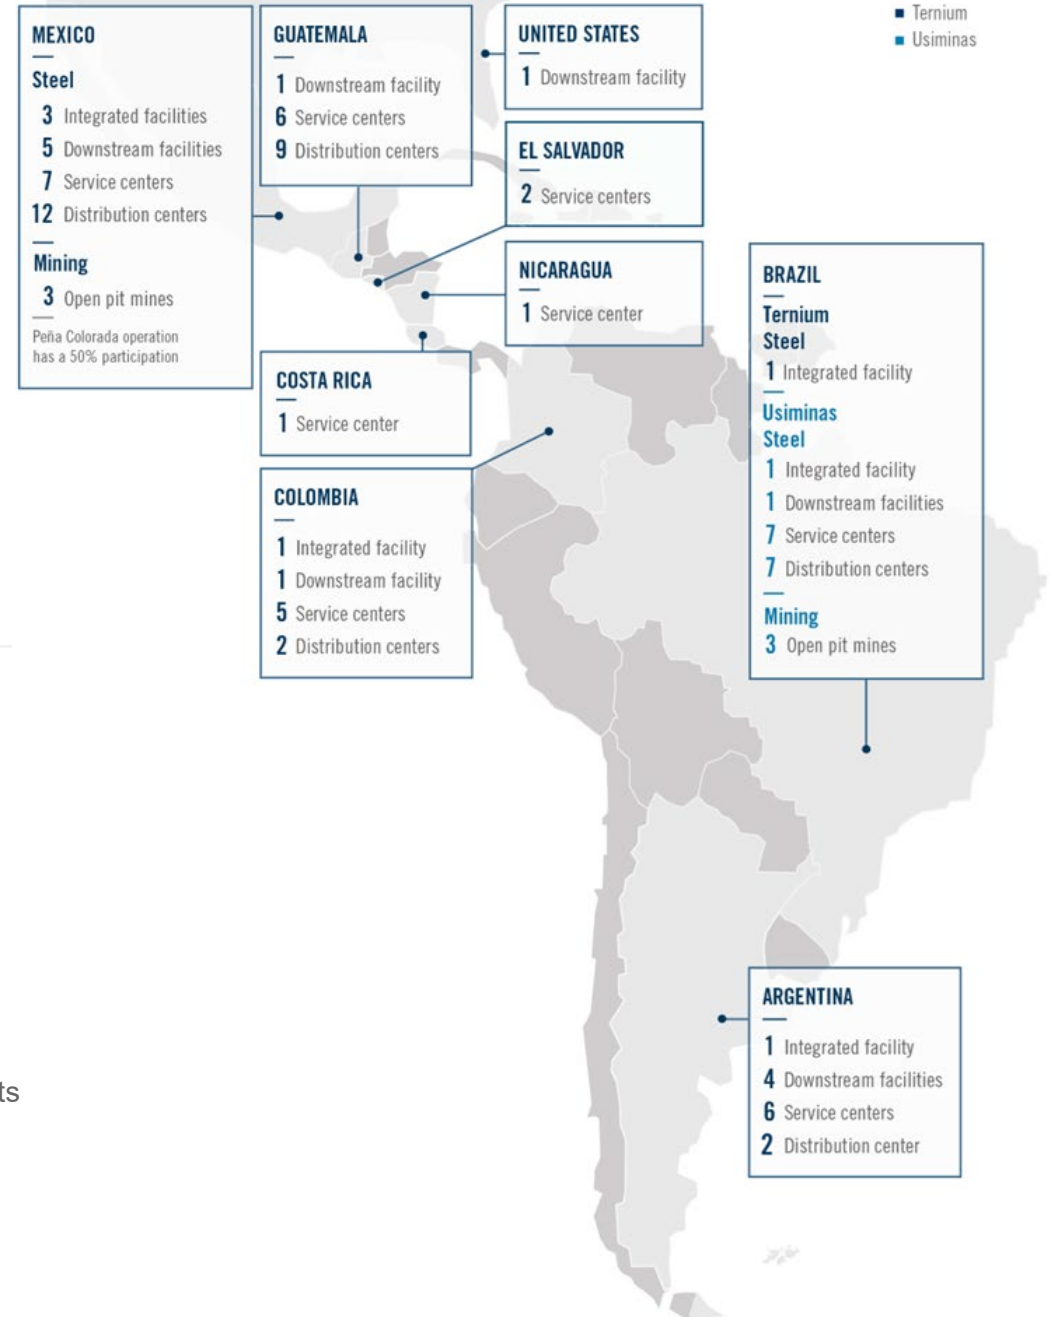 Ternium
Usiminas
MEXICO
Steel
3 Integrated facilities
5 Downstream facilities
7 Service centers
12 Distribution centers
Mining
3 Open pit mines
Peña Colorada operation
has a 50% participation
GUATEMALA
1 Downstream facility
6 Service centers
9 Distribution centers
UNITED STATES
1 Downstream facility
EL SALVADOR
2 Service centers
NICARAGUA
1 Service center
COSTA RICA
1 Service center
COLOMBIA
1 Integrated facility
1 Downstream facility
5 Service centers
2 Distribution centers
BRAZIL
Ternium
Steel
1 Integrated facility
Usiminas
Steel
1 Integrated facility
1 Downstream facilities
7 Service centers
7 Distribution centers
Mining
3 Open pit mines
ARGENTINA
1 Integrated facility
4 Downstream facilities
6 Service centers
2 Distribution center
ts